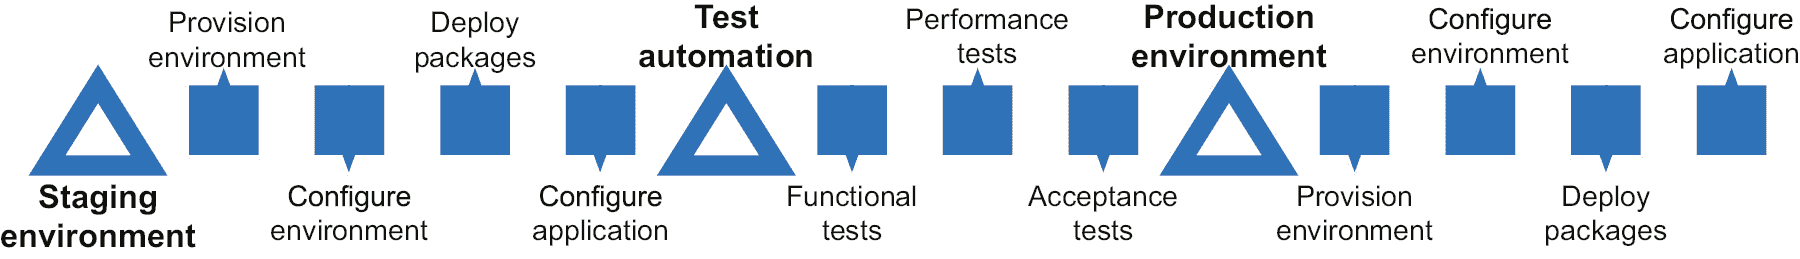 Staging
environment
Provision
environment
Configure
environment
Deploy
packages
Configure
application
Test
automation
Functional
tests
Performance
tests
Acceptance
tests
Production
environment
Provision
environment
Configure
environment
Deploy
packages
Configure
application